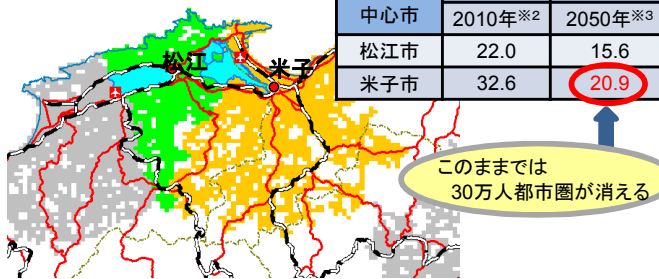 中心市 2010年※2 2050年※3
松江市 22.0 15.6
米子市 32.6 20.9
松江
米子
このままでは
30万人都市圏が消える